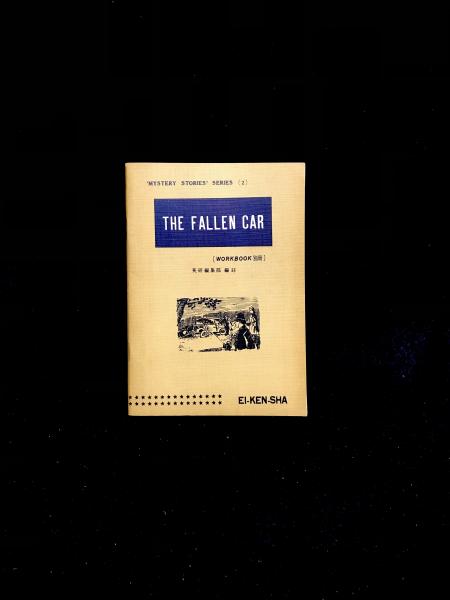 'MYSTERY STORIES' SERIES (2)
THE FALLEN CAR
[WORKBOOK 別冊]
英研編集部 編註
EI-KEN-SHA